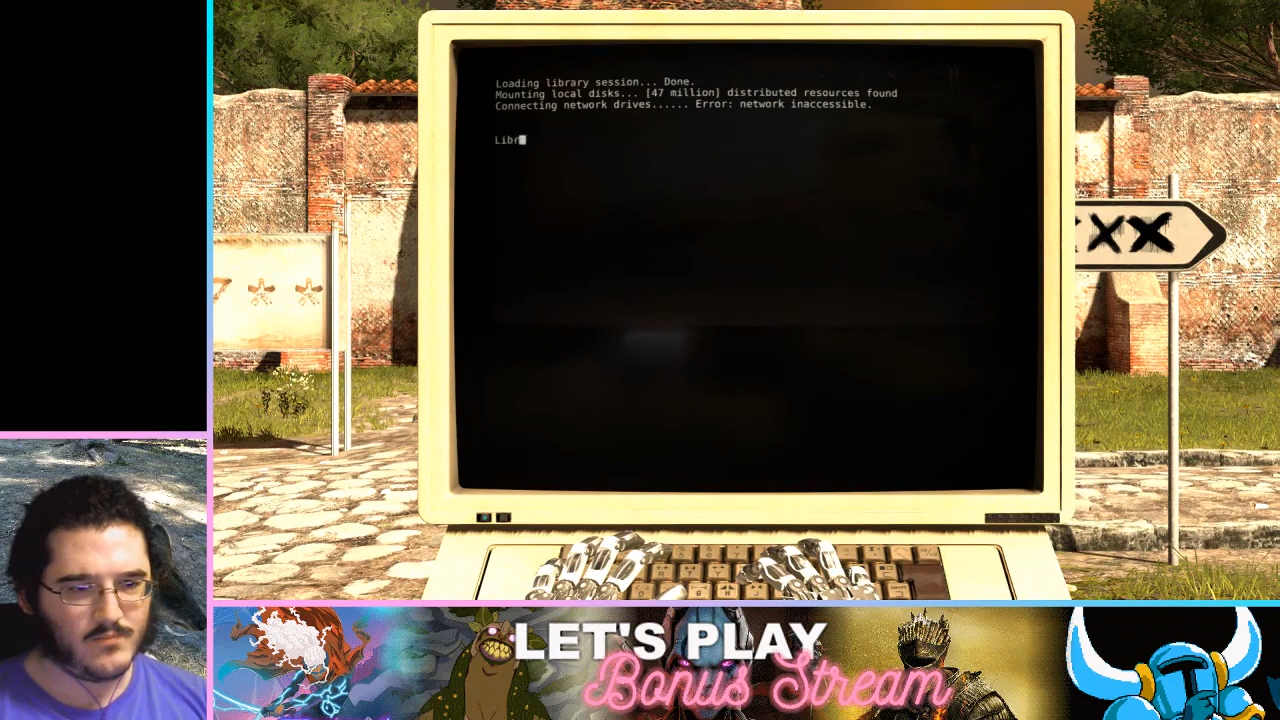 Loading library session... Done.
Mounting local disks... [47 million] distributed resources found
Connecting network drives...... Error: network inaccessible.
Libr
XX
7 * *
LET'S PLAY
Bonus Stream